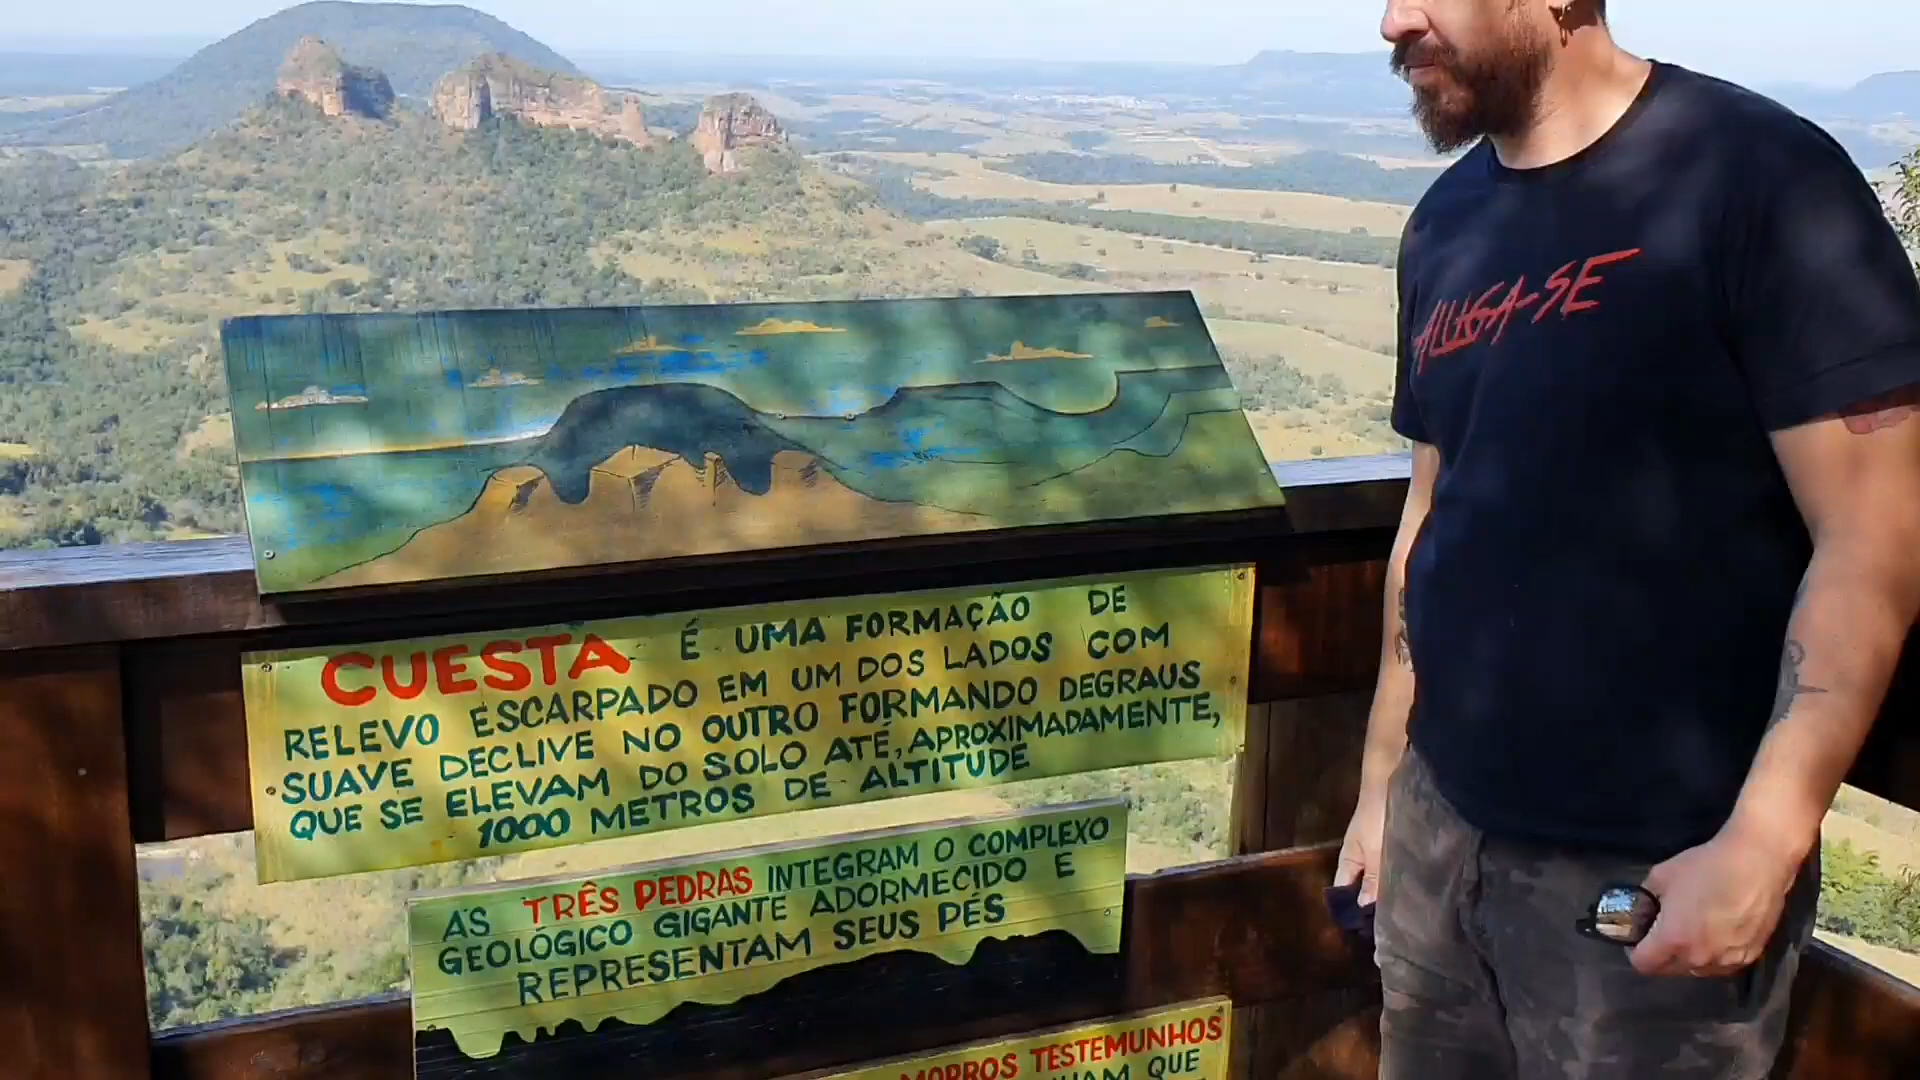 ALUGA-SE
CUESTA É UMA FORMAÇÃO DE
RELEVO ESCARPADO EM UM DOS LADOS COM
SUAVE DECLIVE NO OUTRO FORMANDO DEGRAUS
QUE SE ELEVAM DO SOLO ATÉ, APROXIMADAMENTE,
1000 METROS DE ALTITUDE
AS TRÊS PEDRAS INTEGRAM O COMPLEXO
GEOLÓGICO GIGANTE ADORMECIDO E
REPRESENTAM SEUS PÉS
MORROS TESTEMUNHOS
QUE